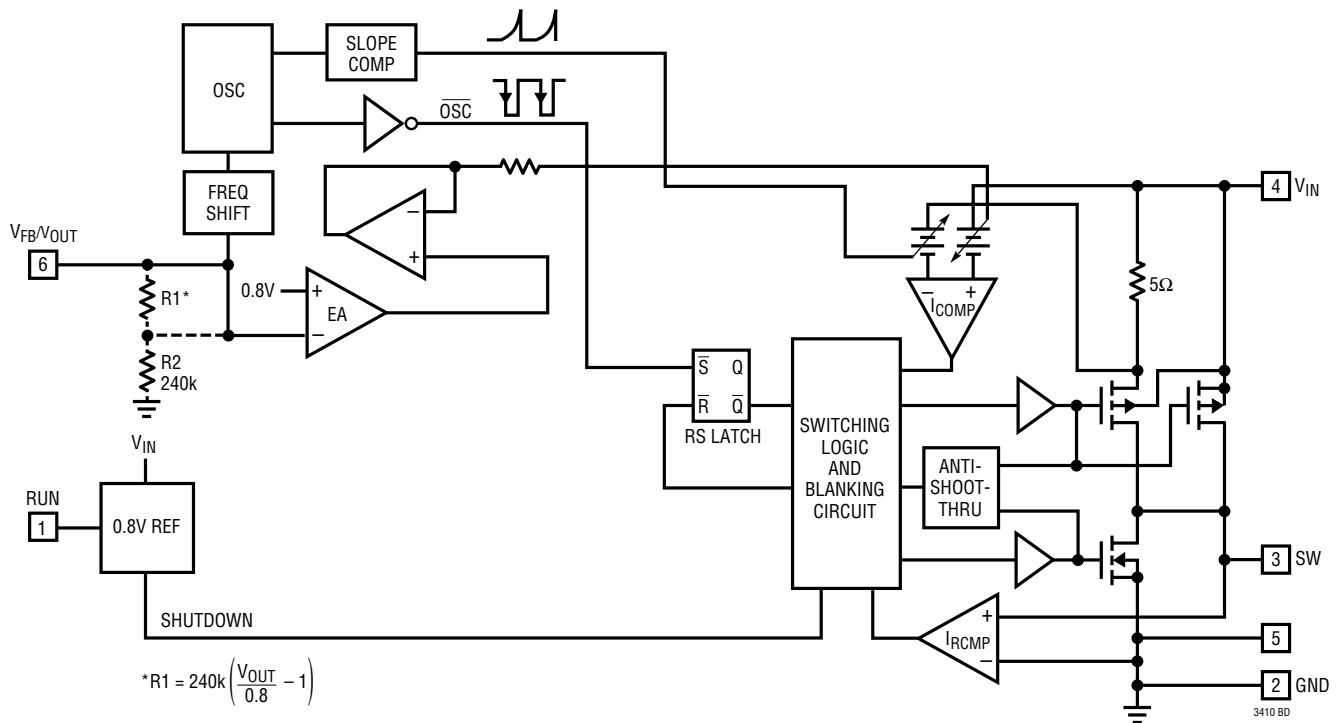 OSC
SLOPE
COMP
OSC
FREQ
SHIFT
VFB/VOUT
6
R1*
0.8V
+
EA
–
R2
240k
–
+
4
VIN
5Ω
– +
ICOMP
S Q
R Q
RS LATCH
SWITCHING
LOGIC
AND
BLANKING
CIRCUIT
ANTI-
SHOOT-
THRU
VIN
RUN
1
0.8V REF
SHUTDOWN
3
SW
+
IRCMP
–
5
2
GND
*R1 = 240k (VOUT/0.8 – 1)
3410 BD